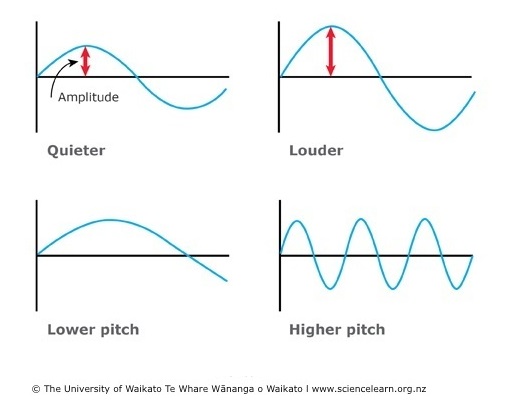 Amplitude
Quieter
Louder
Lower pitch
Higher pitch
© The University of Waikato Te Whare Wānanga o Waikato I www.sciencelearn.org.nz